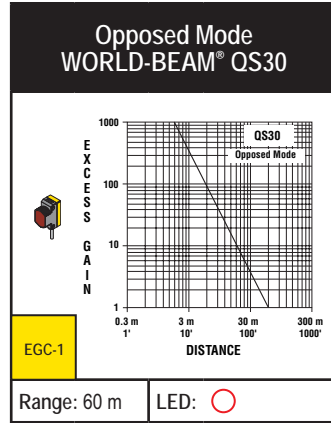 Opposed Mode
WORLD-BEAM® QS30
EXCESS GAIN
1000
100
10
1
QS30
Opposed Mode
0.3 m 3 m 30 m 300 m
1' 10' 100' 1000'
DISTANCE
EGC-1
Range: 60 m
LED: